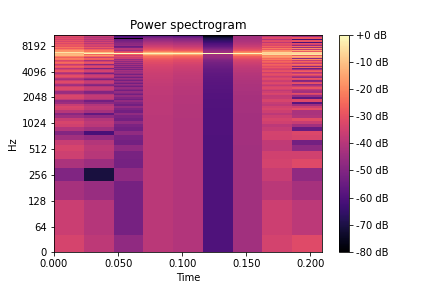 Power spectrogram
8192
4096
2048
1024
512
256
128
64
0
Hz
0.000 0.050 0.100 0.150 0.200
Time
+0 dB
-10 dB
-20 dB
-30 dB
-40 dB
-50 dB
-60 dB
-70 dB
-80 dB